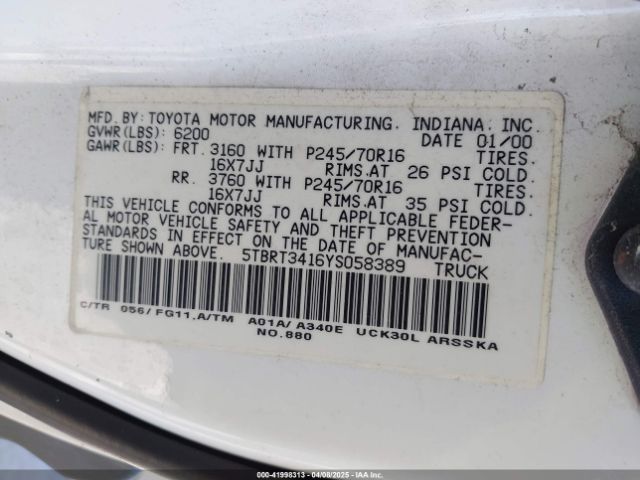 MFD. BY: TOYOTA MOTOR MANUFACTURING. INDIANA, INC.
GVWR(LBS): 6200 DATE 01/00
GAWR(LBS): FRT. 3160 WITH P245/70R16 TIRES.
16X7JJ RIMS.AT 26 PSI COLD.
RR. 3760 WITH P245/70R16 TIRES.
16X7JJ RIMS.AT 35 PSI COLD.
THIS VEHICLE CONFORMS TO ALL APPLICABLE FEDER-
AL MOTOR VEHICLE SAFETY AND THEFT PREVENTION
STANDARDS IN EFFECT ON THE DATE OF MANUFAC-
TURE SHOWN ABOVE. 5TBRT3416YS058389 TRUCK
C/TR 056/FG11.A/TM A01A/A340E UCK30L ARSSKA
NO.880
000-41998313 - 04/08/2025 - IAAI.COM